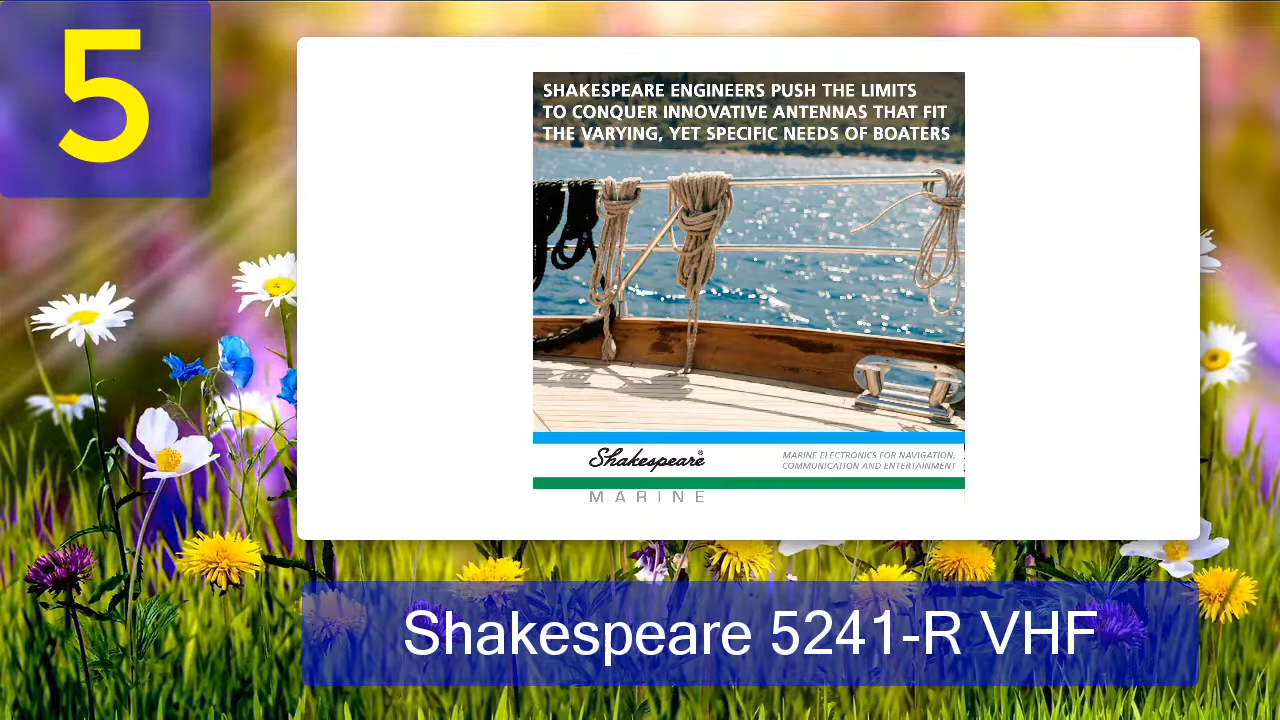 5
SHAKESPEARE ENGINEERS PUSH THE LIMITS
TO CONQUER INNOVATIVE ANTENNAS THAT FIT
THE VARYING, YET SPECIFIC NEEDS OF BOATERS
Shakespeare®
MARINE
MARINE ELECTRONICS FOR NAVIGATION,
COMMUNICATION AND ENTERTAINMENT
Shakespeare 5241-R VHF